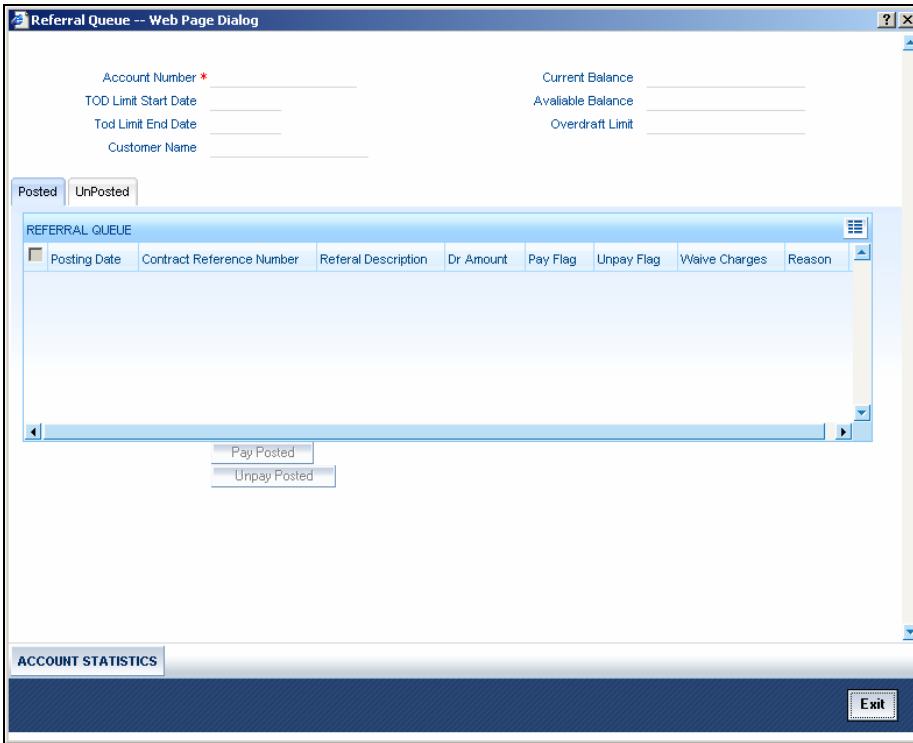 Referral Queue -- Web Page Dialog
Account Number *
Current Balance
TOD Limit Start Date
Avaliable Balance
Tod Limit End Date
Overdraft Limit
Customer Name
Posted UnPosted
REFERRAL QUEUE
Posting Date Contract Reference Number Referal Description Dr Amount Pay Flag Unpay Flag Waive Charges Reason
Pay Posted
Unpay Posted
ACCOUNT STATISTICS
Exit